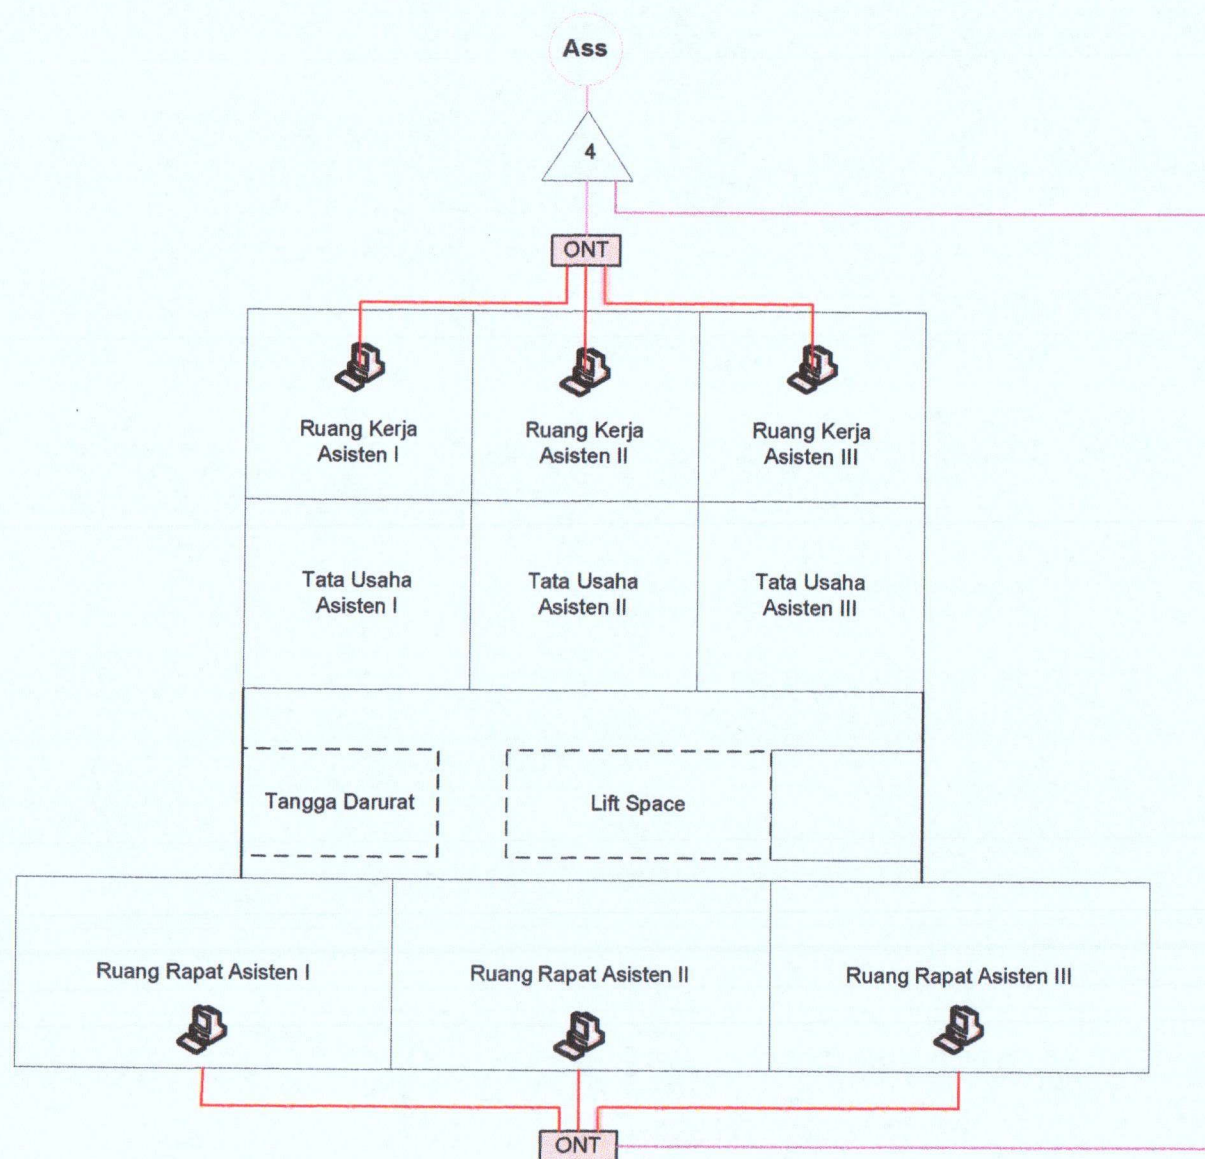 Ass
4
ONT
Ruang Kerja
Asisten I
Ruang Kerja
Asisten II
Ruang Kerja
Asisten III
Tata Usaha
Asisten I
Tata Usaha
Asisten II
Tata Usaha
Asisten III
Tangga Darurat
Lift Space
Ruang Rapat Asisten I
Ruang Rapat Asisten II
Ruang Rapat Asisten III
ONT